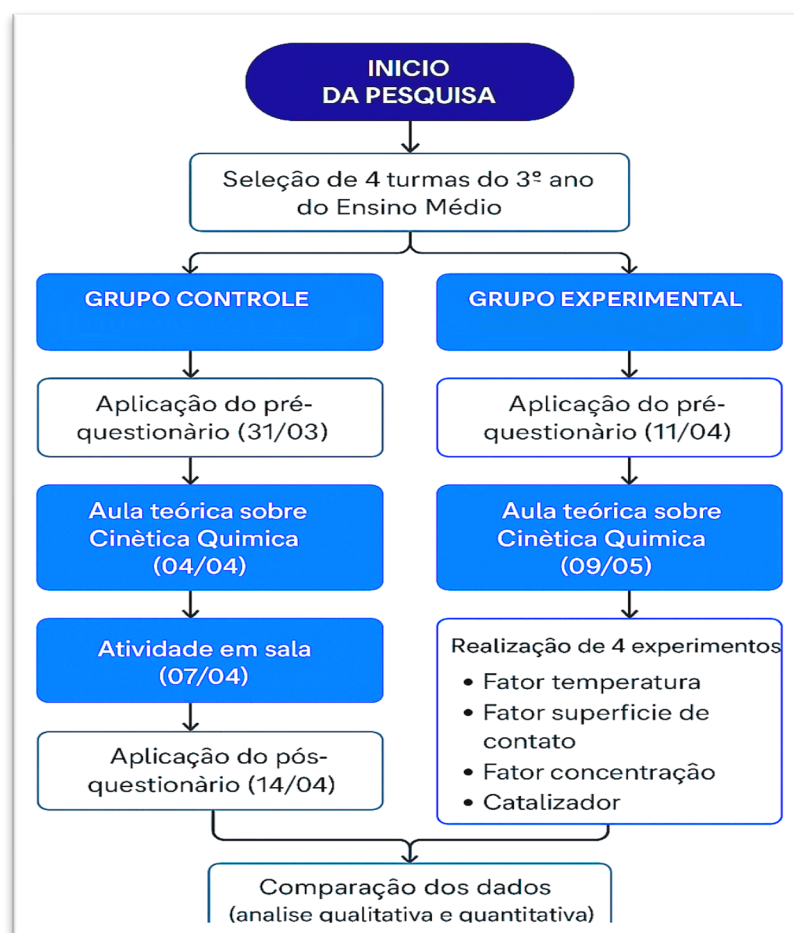 INICIO
DA PESQUISA
Seleção de 4 turmas do 3º ano
do Ensino Médio
GRUPO CONTROLE
GRUPO EXPERIMENTAL
Aplicação do pré-
questionàrio (31/03)
Aplicação do pré-
questionàrio (11/04)
Aula teórica sobre
Cinètica Quimica
(04/04)
Aula teórica sobre
Cinètica Quimica
(09/05)
Atividade em sala
(07/04)
Realização de 4 experimentos
• Fator temperatura
• Fator superficie de
contato
• Fator concentração
• Catalizador
Aplicação do pós-
questionàrio (14/04)
Comparação dos dados
(analise qualitativa e quantitativa)